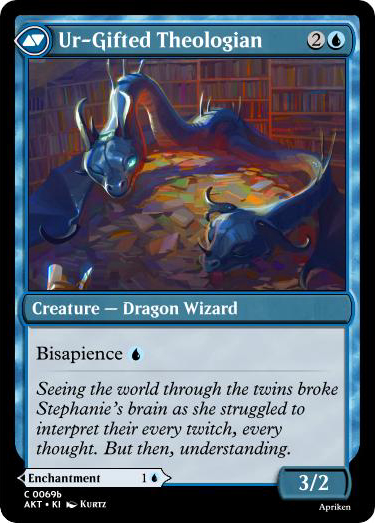 Ur-Gifted Theologian 2
Creature — Dragon Wizard
Bisapience
Seeing the world through the twins broke
Stephanie's brain as she struggled to
interpret their every twitch, every
thought. But then, understanding.
Enchantment 1
3/2
C 0069b
AKT • KI Kurtz
Apriken